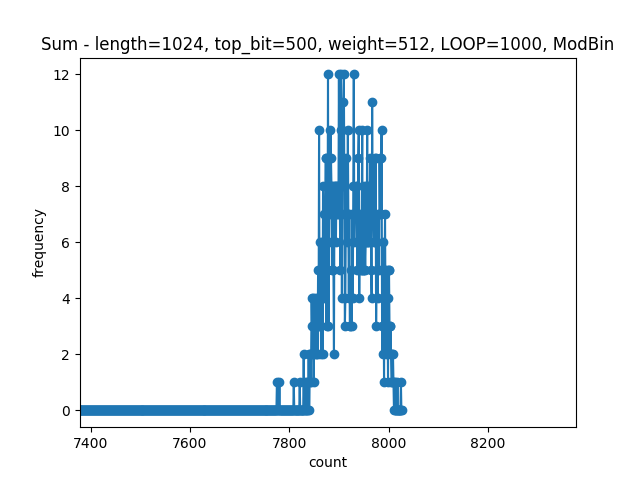 Sum - length=1024, top_bit=500, weight=512, LOOP=1000, ModBin
12
10
8
6
4
2
0
frequency
7400 7600 7800 8000 8200
count